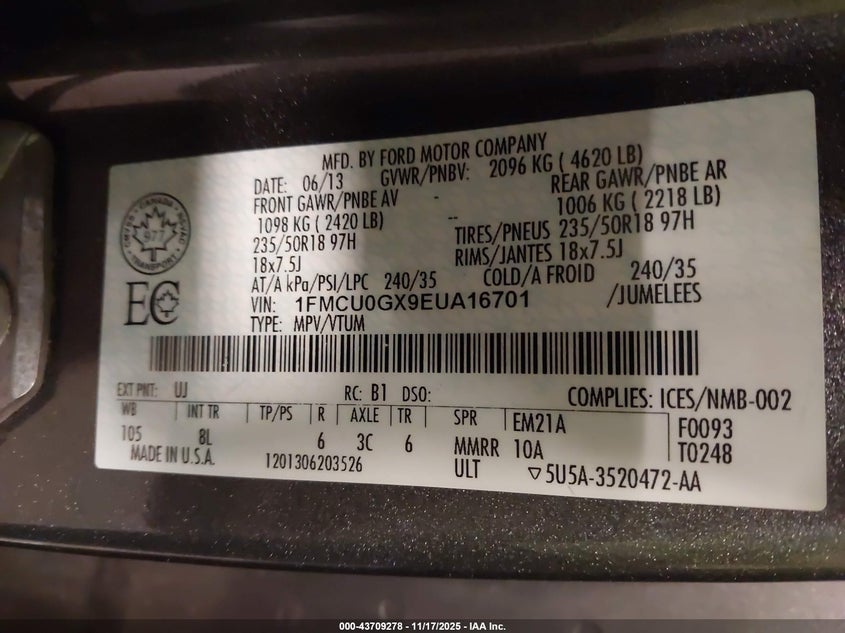 MFD. BY FORD MOTOR COMPANY
DATE: 06/13 GVWR/PNBV: 2096 KG ( 4620 LB)
FRONT GAWR/PNBE AV - REAR GAWR/PNBE AR
1098 KG ( 2420 LB) -- 1006 KG ( 2218 LB)
235/50R18 97H TIRES/PNEUS 235/50R18 97H
18x7.5J RIMS/JANTES 18x7.5J
AT/A kPa/PSI/LPC 240/35 COLD/A FROID 240/35
VIN: 1FMCU0GX9EUA16701 /JUMELEES
TYPE: MPV/VTUM
CANADA
977
TRANSPORT
EC
EXT PNT: UJ RC: B1 DSO: COMPLIES: ICES/NMB-002
WB INT TR TP/PS R AXLE TR SPR EM21A F0093
105 8L 6 3C 6 MMRR 10A T0248
MADE IN U.S.A. 1201306203526 ULT ▽5U5A-3520472-AA
000-43709278 - 11/17/2025 - IAA Inc.